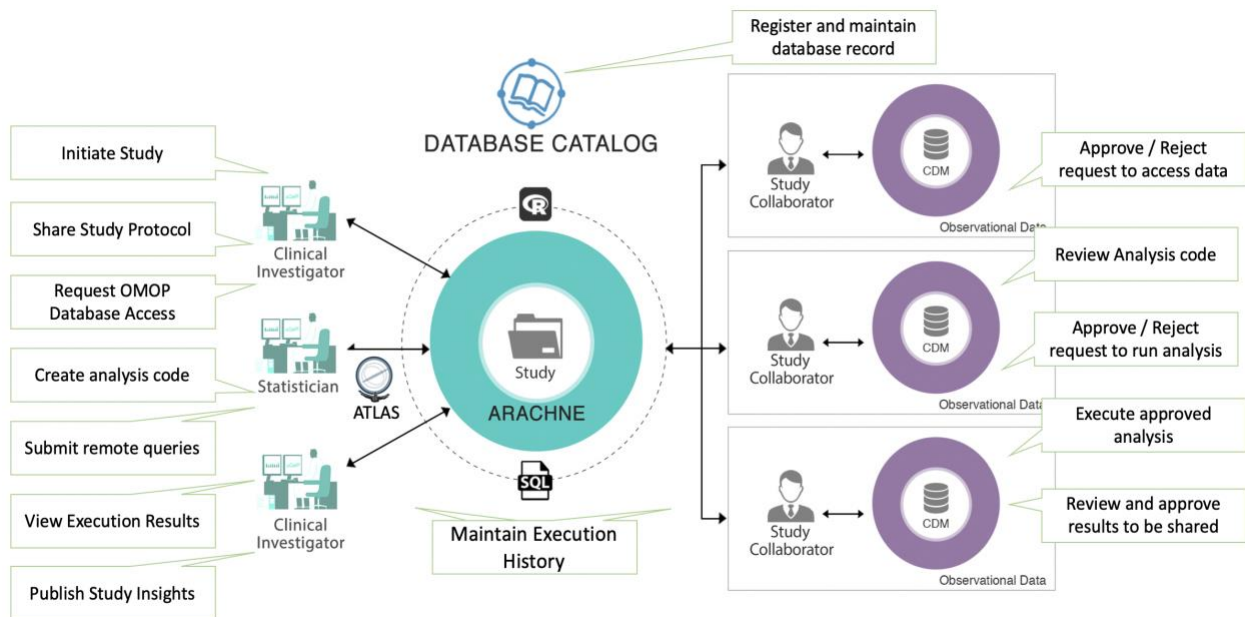 Register and maintain
database record
DATABASE CATALOG
Initiate Study
Share Study Protocol
Request OMOP
Database Access
Create analysis code
Submit remote queries
View Execution Results
Publish Study Insights
Clinical
Investigator
Statistician
Clinical
Investigator
ATLAS
R
Study
ARACHNE
SQL
Maintain Execution
History
Study
Collaborator
CDM
Observational Data
Study
Collaborator
CDM
Observational Data
Study
Collaborator
CDM
Observational Data
Approve / Reject
request to access data
Review Analysis code
Approve / Reject
request to run analysis
Execute approved
analysis
Review and approve
results to be shared